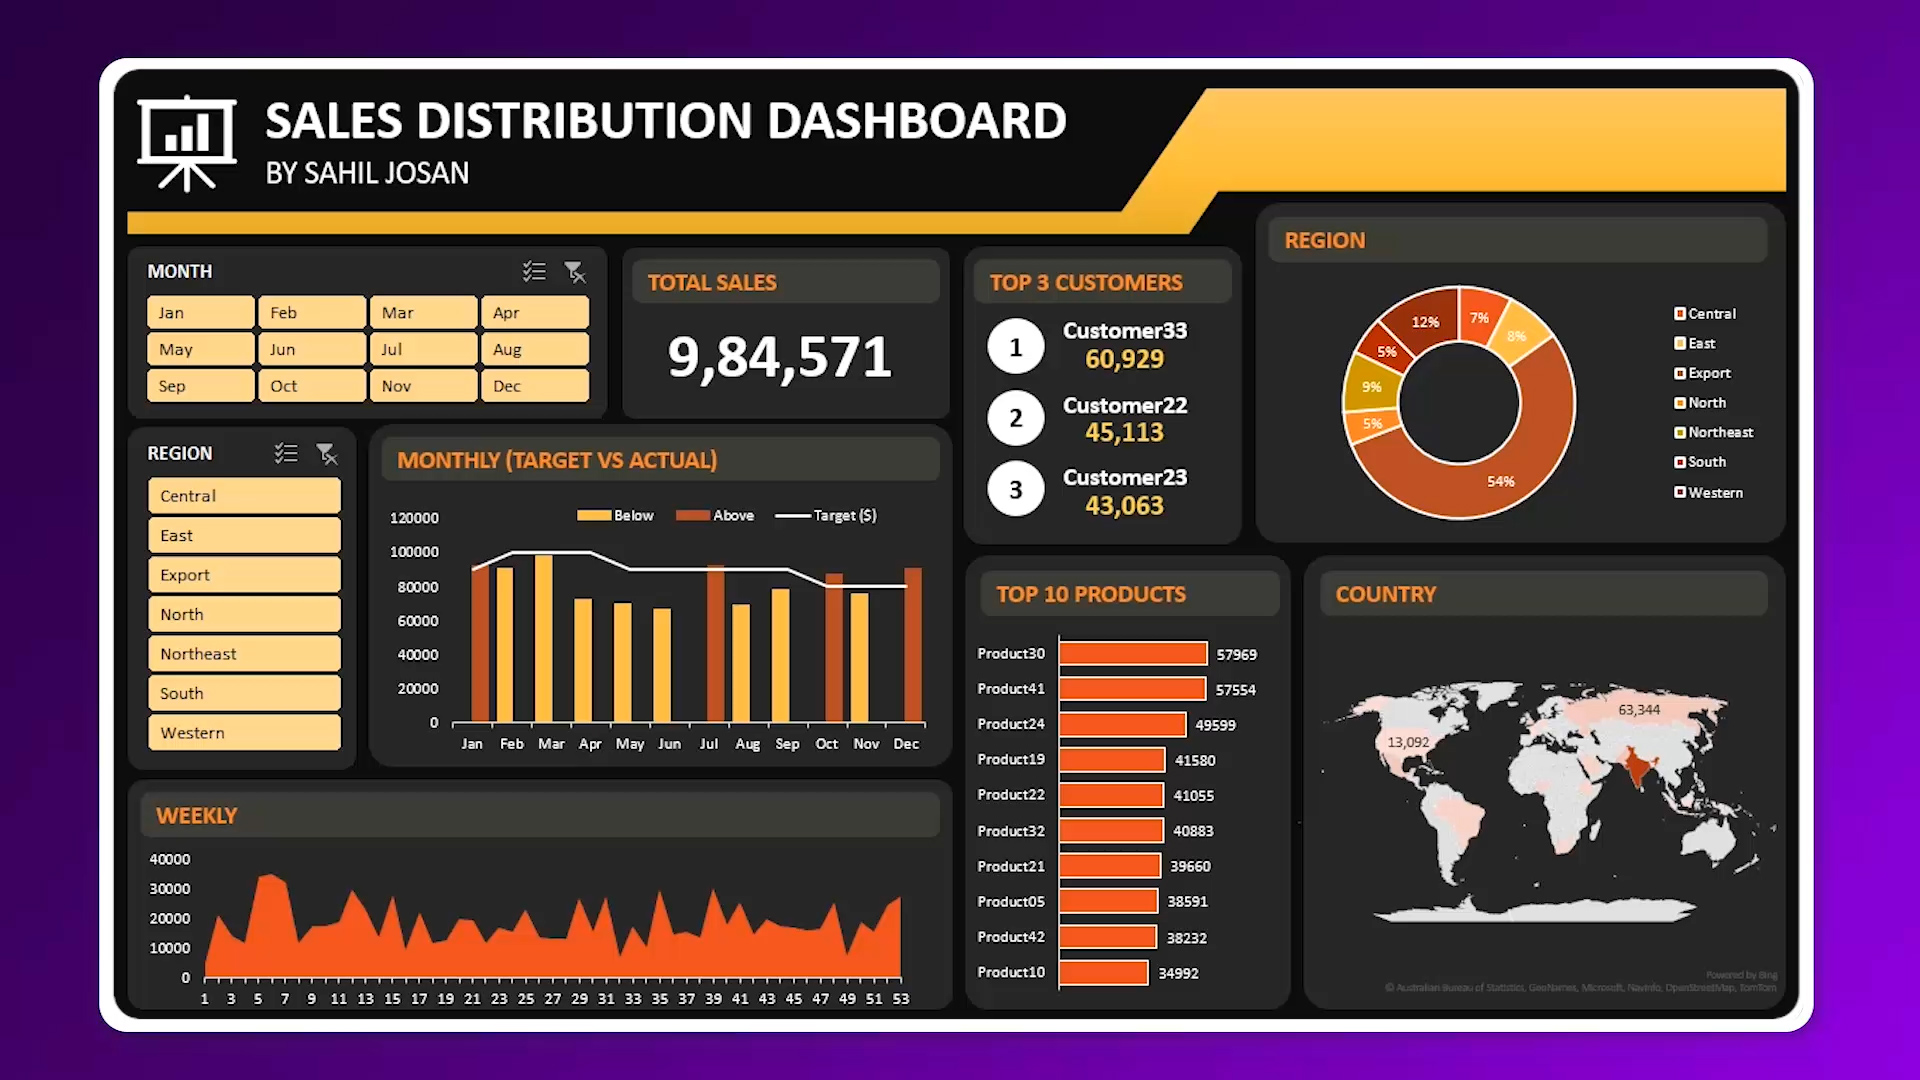 SALES DISTRIBUTION DASHBOARD
BY SAHIL JOSAN
MONTH
Jan Feb Mar Apr
May Jun Jul Aug
Sep Oct Nov Dec
TOTAL SALES
9,84,571
TOP 3 CUSTOMERS
1 Customer33
60,929
2 Customer22
45,113
3 Customer23
43,063
REGION
12% 7% 8%
5%
9%
5%
54%
Central
East
Export
North
Northeast
South
Western
REGION
Central
East
Export
North
Northeast
South
Western
MONTHLY (TARGET VS ACTUAL)
Below Above Target ($)
120000
100000
80000
60000
40000
20000
0
Jan Feb Mar Apr May Jun Jul Aug Sep Oct Nov Dec
TOP 10 PRODUCTS
Product30 57969
Product41 57554
Product24 49599
Product19 41580
Product22 41055
Product32 40883
Product21 39660
Product05 38591
Product42 38232
Product10 34992
COUNTRY
63,344
13,092
Powered by Bing
© Australian Bureau of Statistics, GeoNames, Microsoft, Navinfo, OpenStreetMap, TomTom
WEEKLY
40000
30000
20000
10000
0
1 3 5 7 9 11 13 15 17 19 21 23 25 27 29 31 33 35 37 39 41 43 45 47 49 51 53